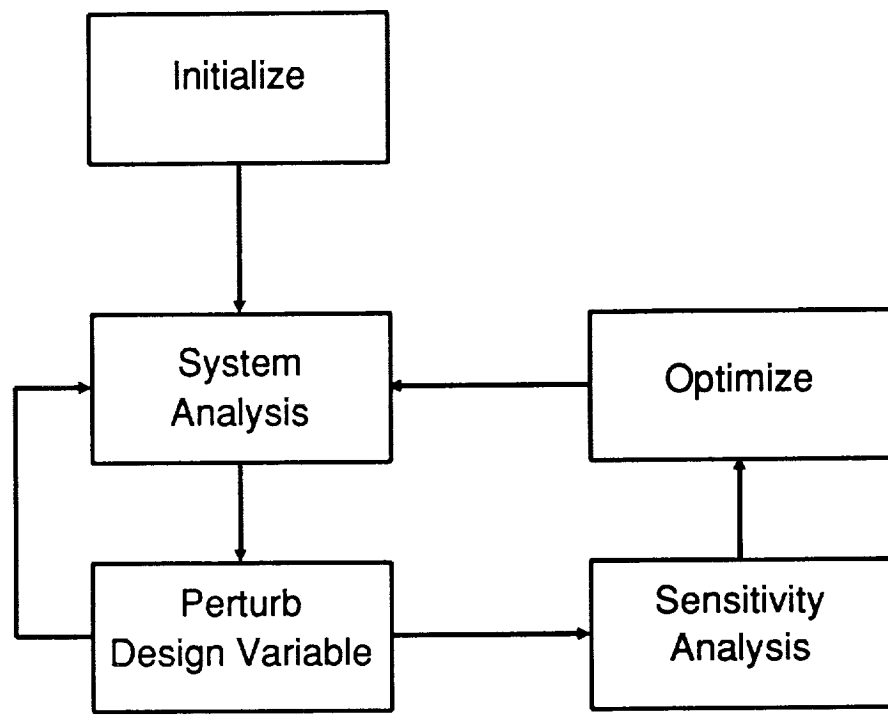 Initialize
System
Analysis
Optimize
Perturb
Design Variable
Sensitivity
Analysis